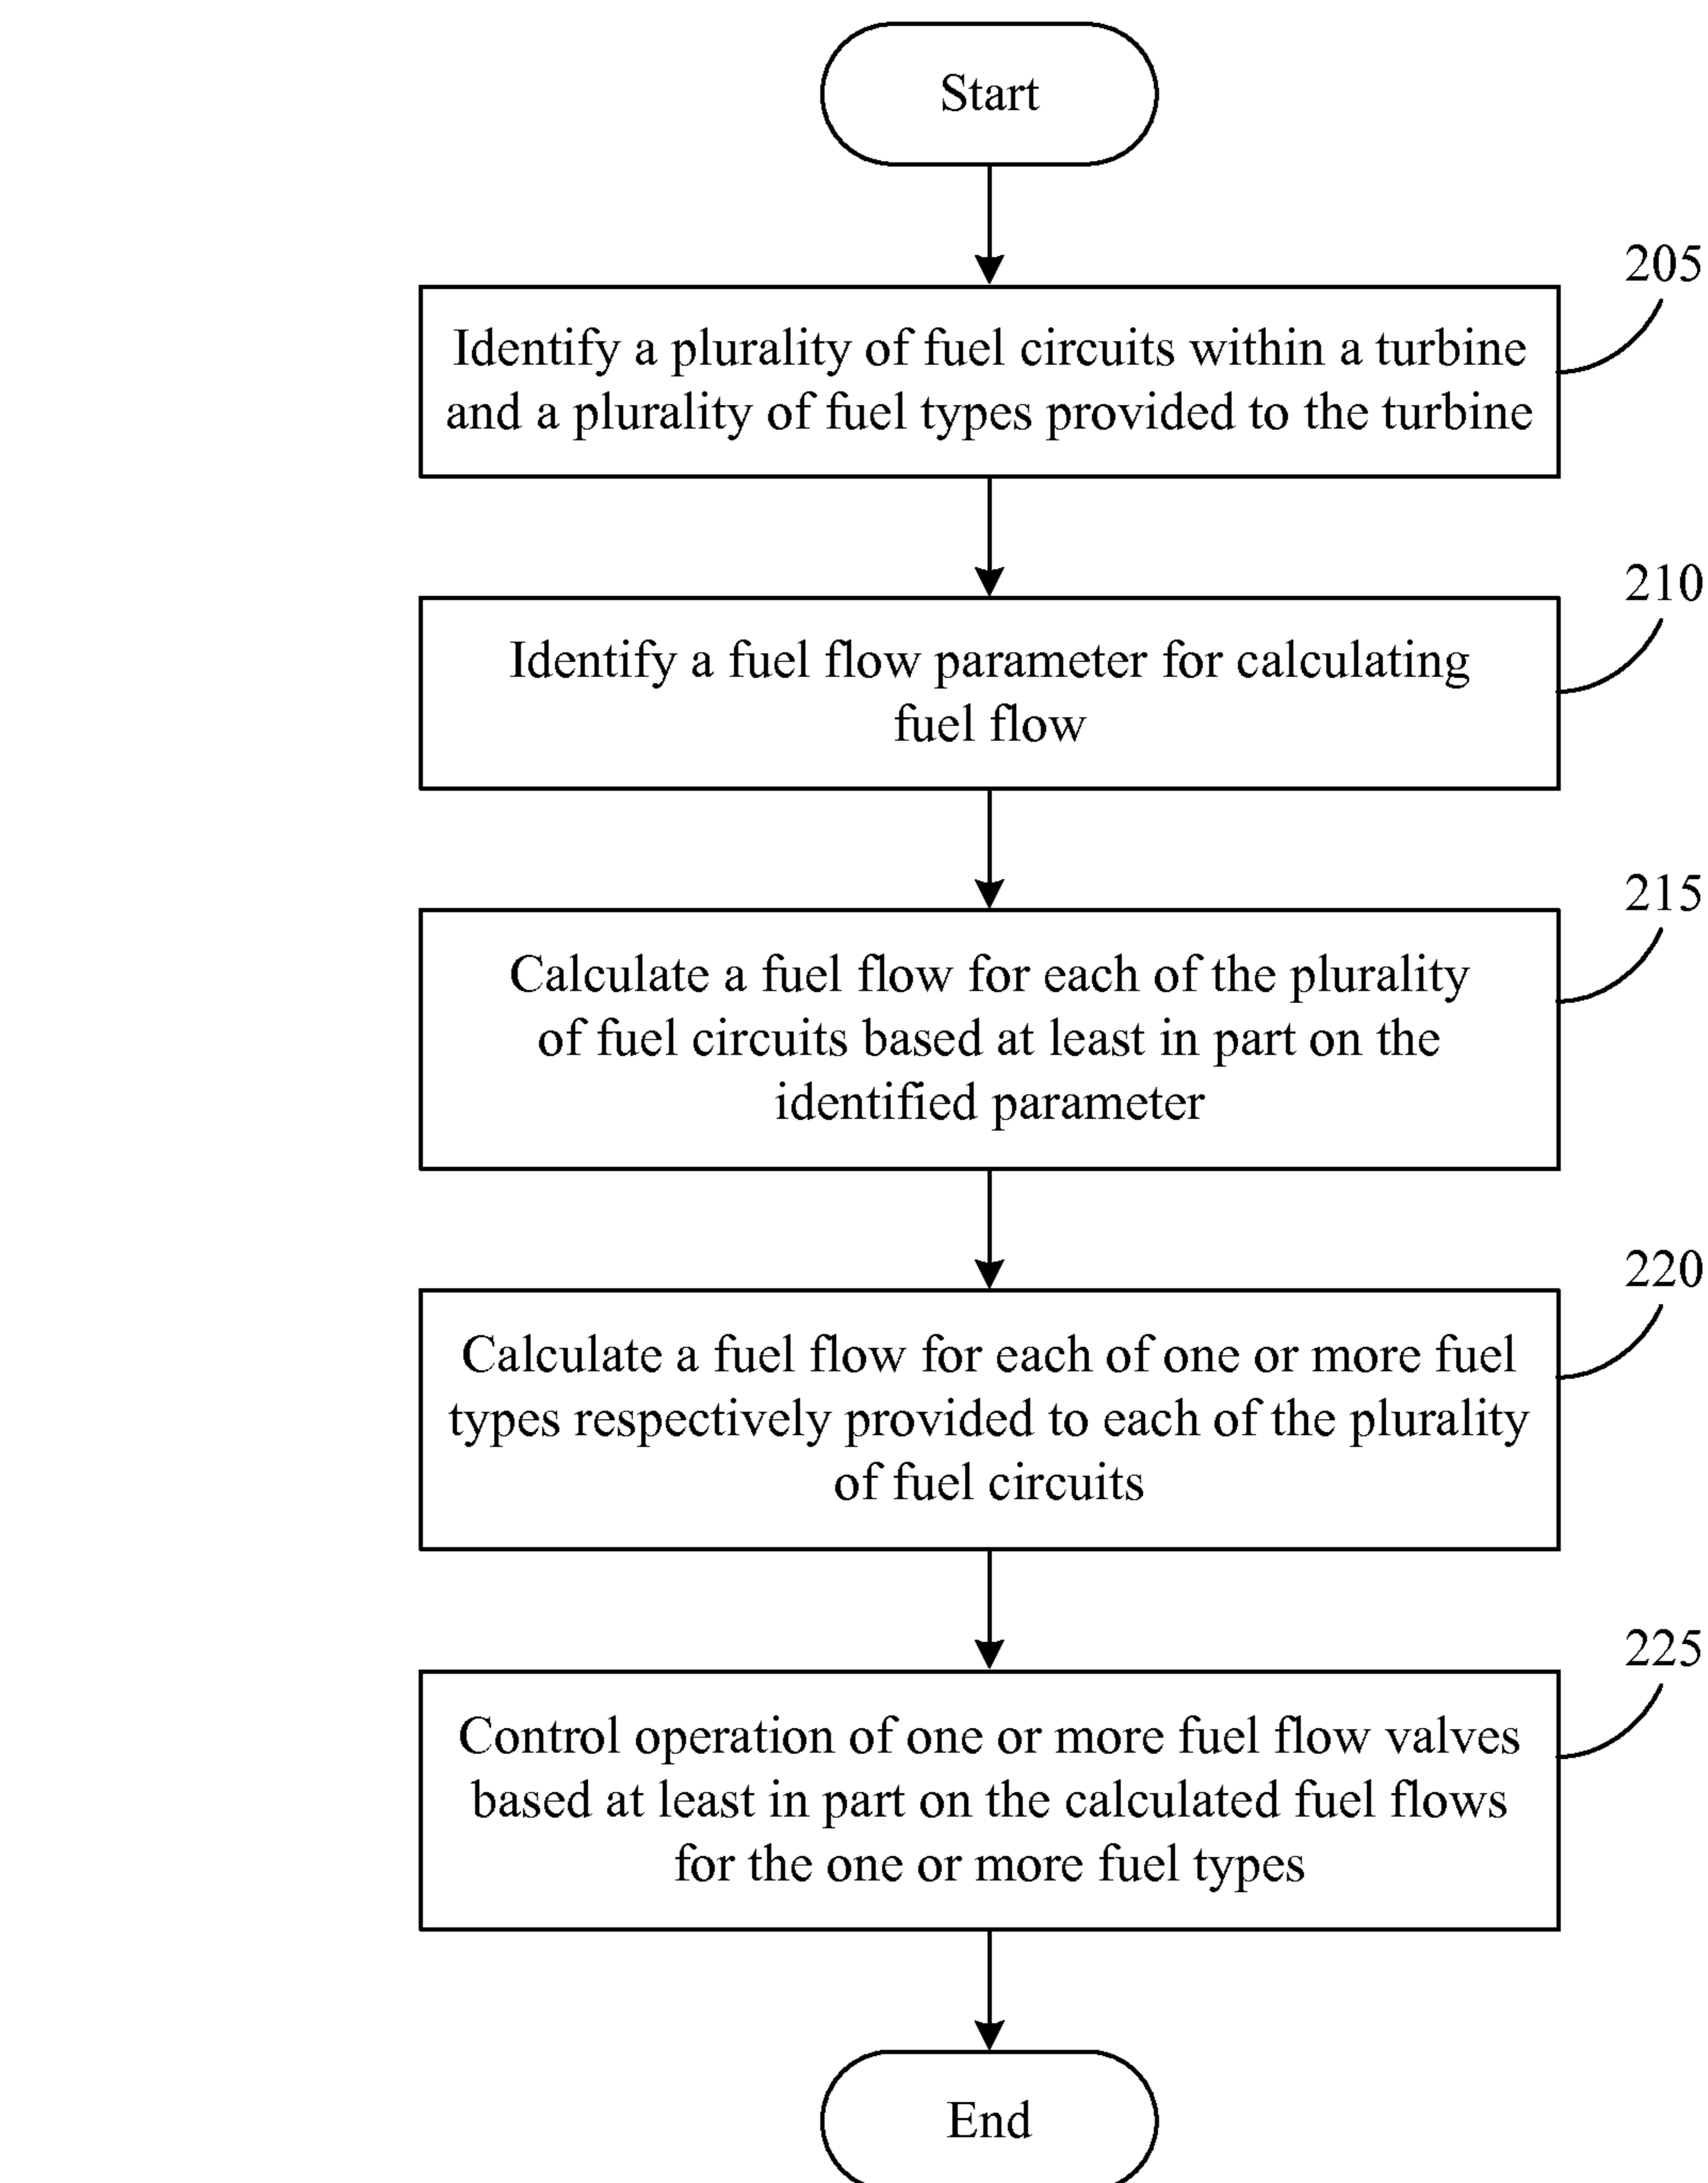 Start
205
Identify a plurality of fuel circuits within a turbine
and a plurality of fuel types provided to the turbine
210
Identify a fuel flow parameter for calculating
fuel flow
215
Calculate a fuel flow for each of the plurality
of fuel circuits based at least in part on the
identified parameter
220
Calculate a fuel flow for each of one or more fuel
types respectively provided to each of the plurality
of fuel circuits
225
Control operation of one or more fuel flow valves
based at least in part on the calculated fuel flows
for the one or more fuel types
End